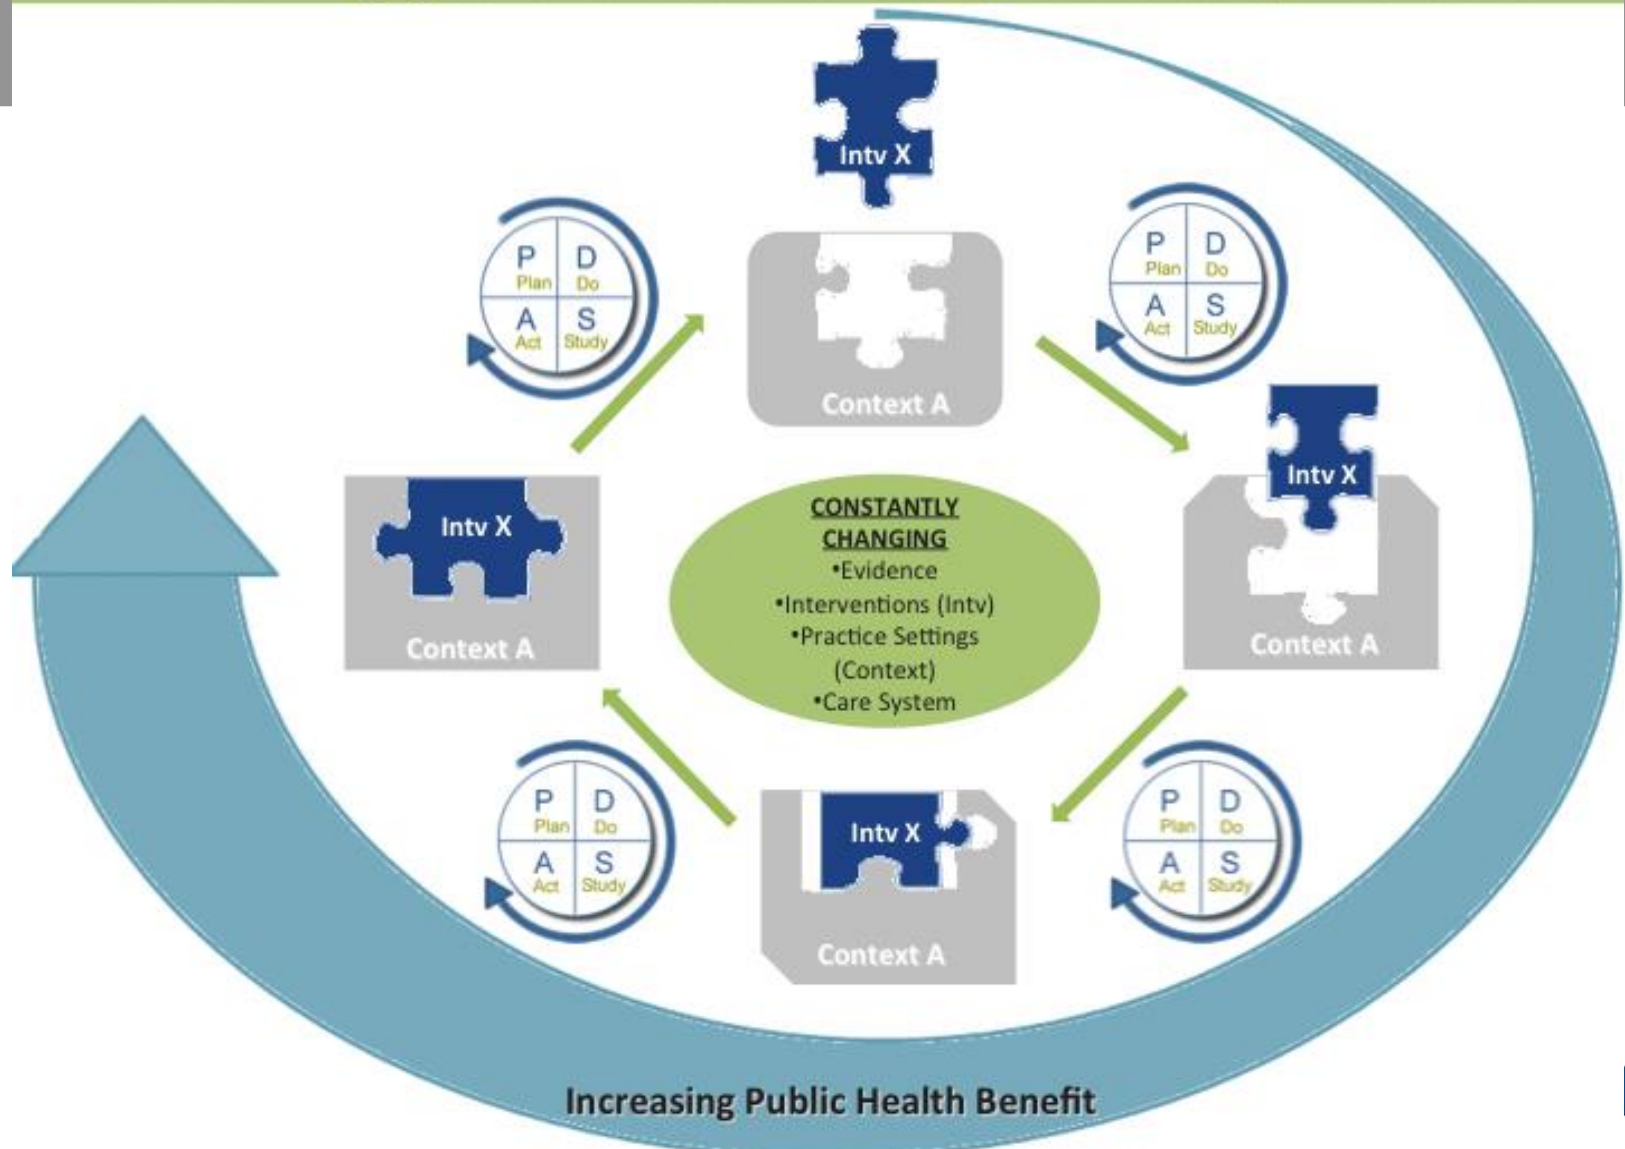 Intv X
P D
Plan Do
A S
Act Study
P D
Plan Do
A S
Act Study
Context A
Intv X
Context A
Intv X
Context A
CONSTANTLY
CHANGING
•Evidence
•Interventions (Intv)
•Practice Settings
(Context)
•Care System
P D
Plan Do
A S
Act Study
P D
Plan Do
A S
Act Study
Intv X
Context A
Increasing Public Health Benefit